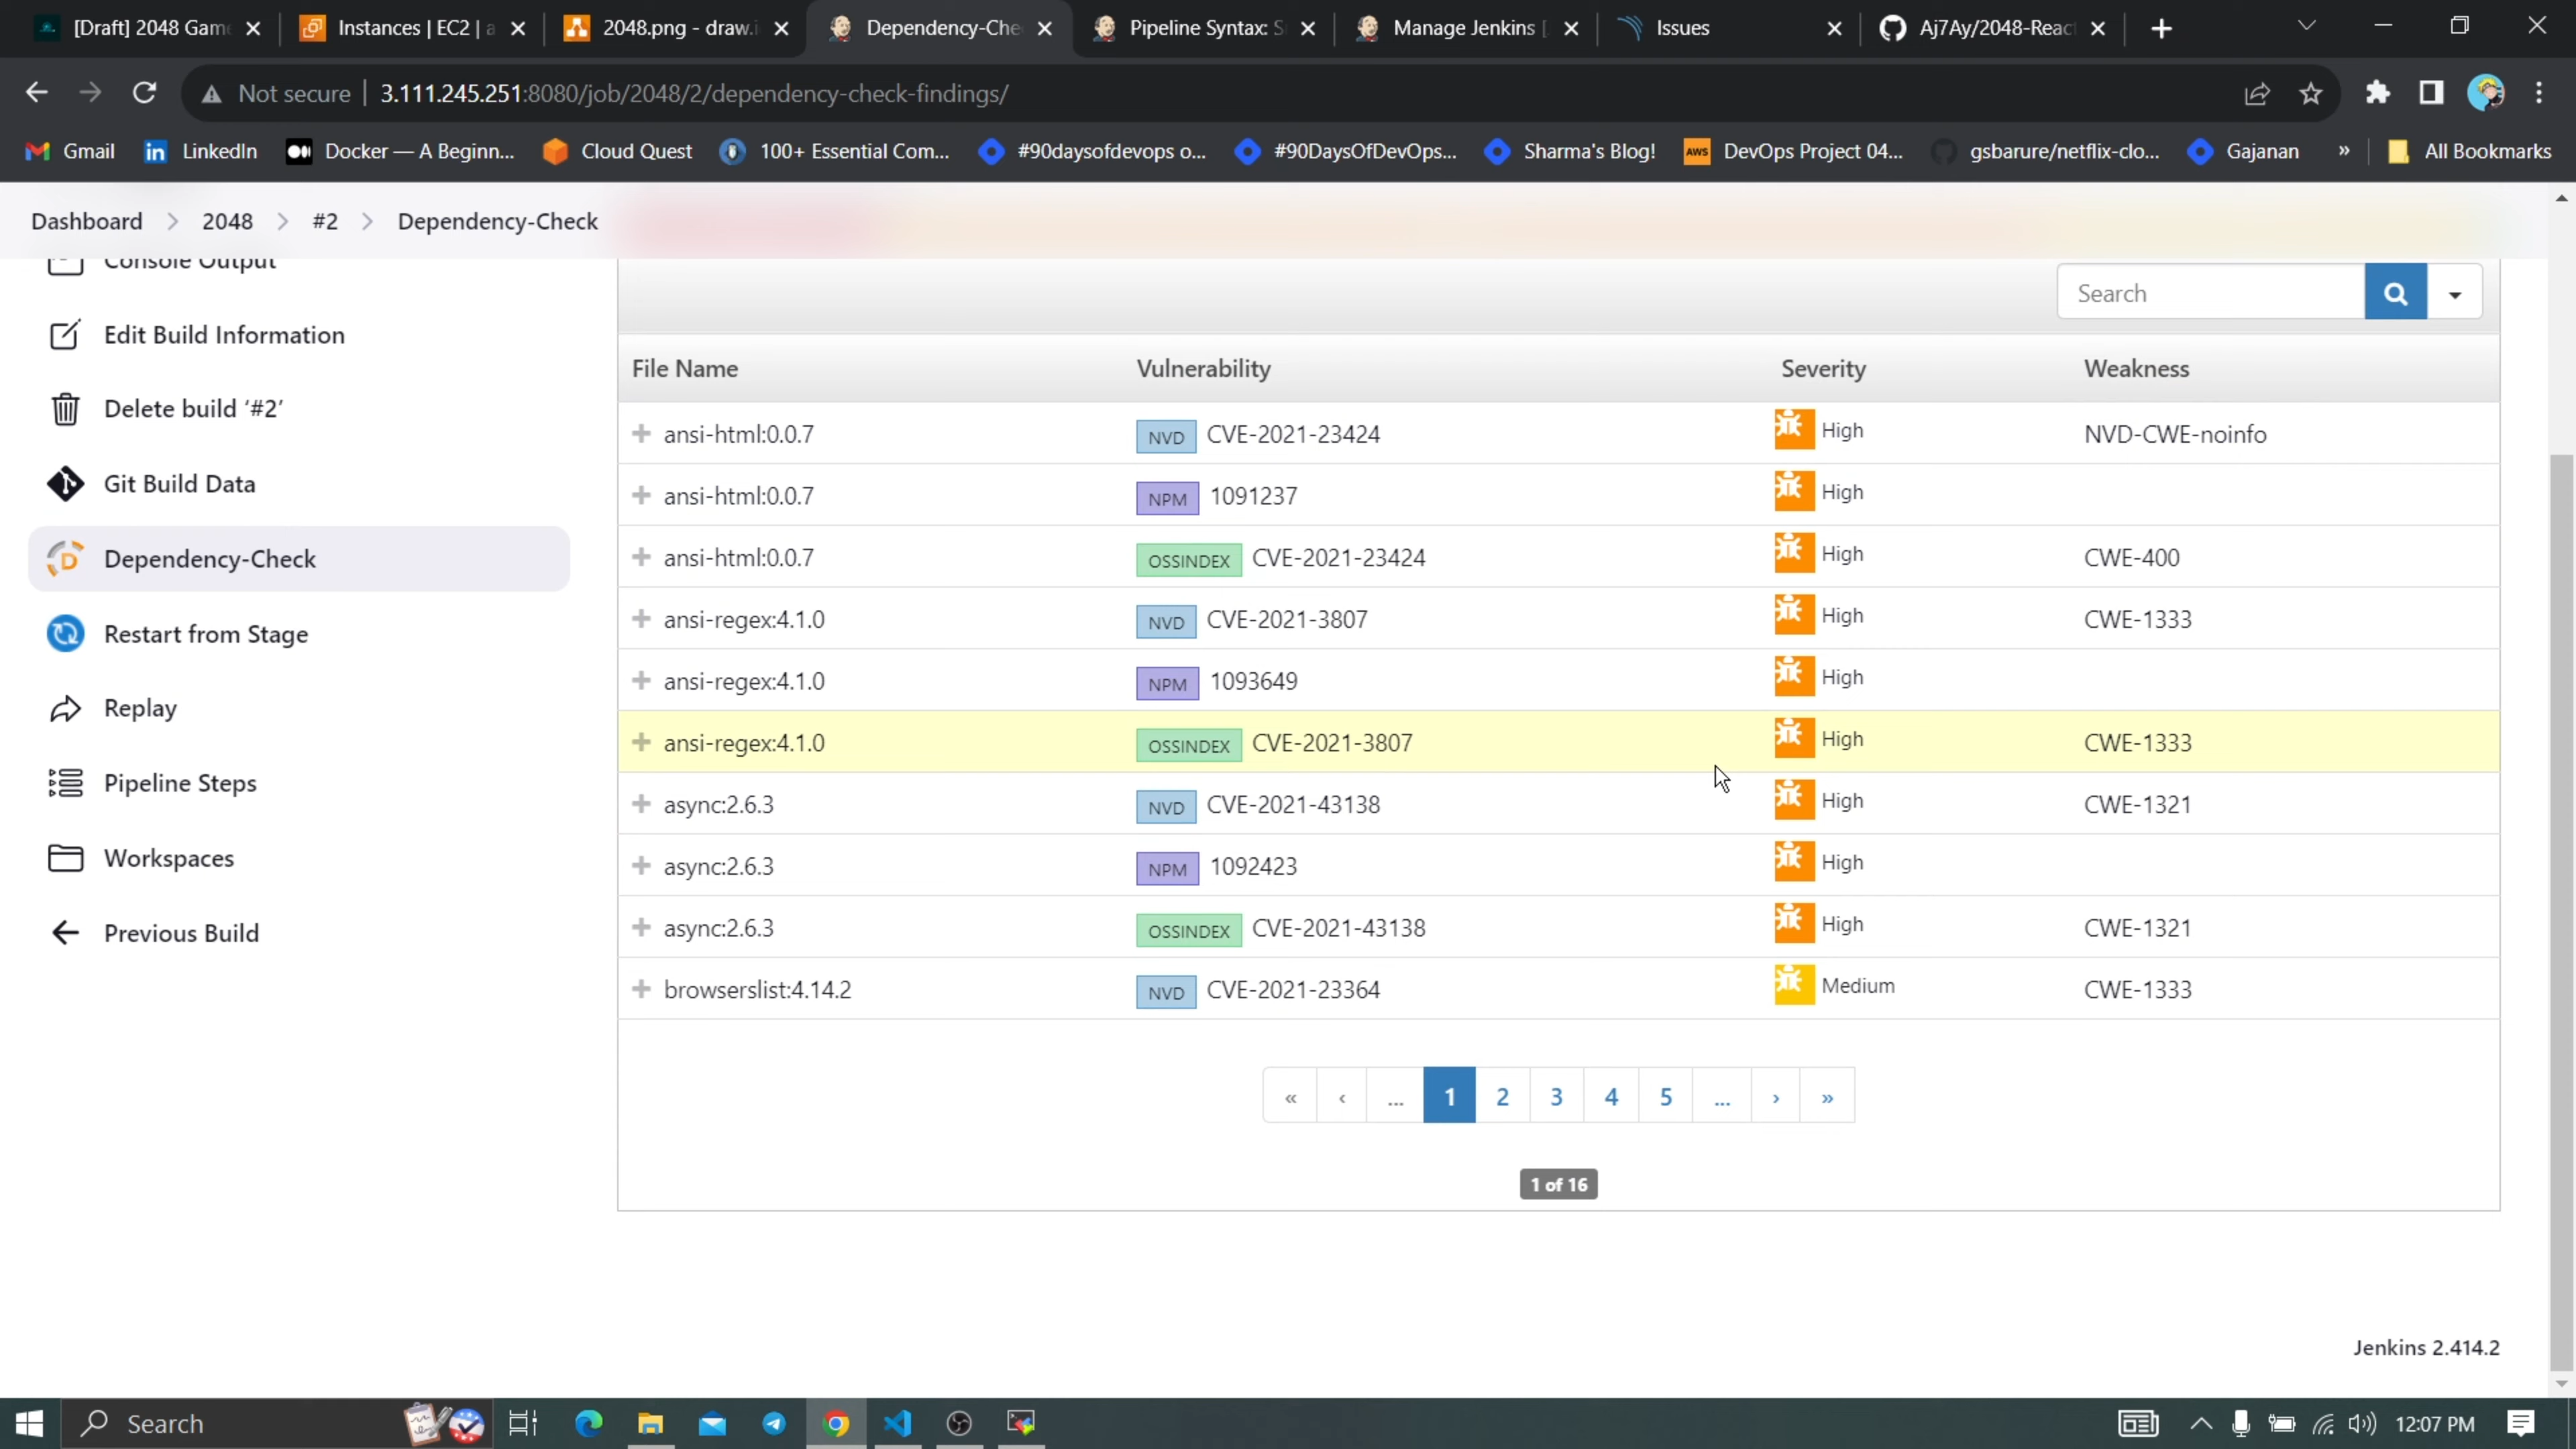 [Draft] 2048 Game
Instances | EC2 | a
2048.png - draw.i
Dependency-Che
Pipeline Syntax: S
Manage Jenkins [
Issues
Aj7Ay/2048-React
Not secure | 3.111.245.251:8080/job/2048/2/dependency-check-findings/
Gmail
LinkedIn
Docker — A Beginn...
Cloud Quest
100+ Essential Com...
#90daysofdevops o...
#90DaysOfDevOps...
Sharma's Blog!
AWS DevOps Project 04...
gsbarure/netflix-clo...
Gajanan
»
All Bookmarks
Dashboard > 2048 > #2 > Dependency-Check
Console Output
Edit Build Information
Delete build ‘#2’
Git Build Data
Dependency-Check
Restart from Stage
Replay
Pipeline Steps
Workspaces
Previous Build
Search
File Name Vulnerability Severity Weakness
ansi-html:0.0.7 NVD CVE-2021-23424 High NVD-CWE-noinfo
ansi-html:0.0.7 NPM 1091237 High
ansi-html:0.0.7 OSSINDEX CVE-2021-23424 High CWE-400
ansi-regex:4.1.0 NVD CVE-2021-3807 High CWE-1333
ansi-regex:4.1.0 NPM 1093649 High
ansi-regex:4.1.0 OSSINDEX CVE-2021-3807 High CWE-1333
async:2.6.3 NVD CVE-2021-43138 High CWE-1321
async:2.6.3 NPM 1092423 High
async:2.6.3 OSSINDEX CVE-2021-43138 High CWE-1321
browserslist:4.14.2 NVD CVE-2021-23364 Medium CWE-1333
« ‹ ... 1 2 3 4 5 ... › »
1 of 16
Jenkins 2.414.2
Search
12:07 PM